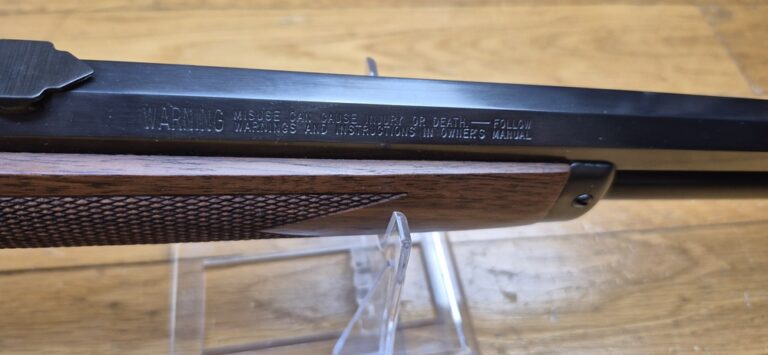 WARNING MISUSE CAN CAUSE INJURY OR DEATH.—FOLLOW
WARNINGS AND INSTRUCTIONS IN OWNER'S MANUAL